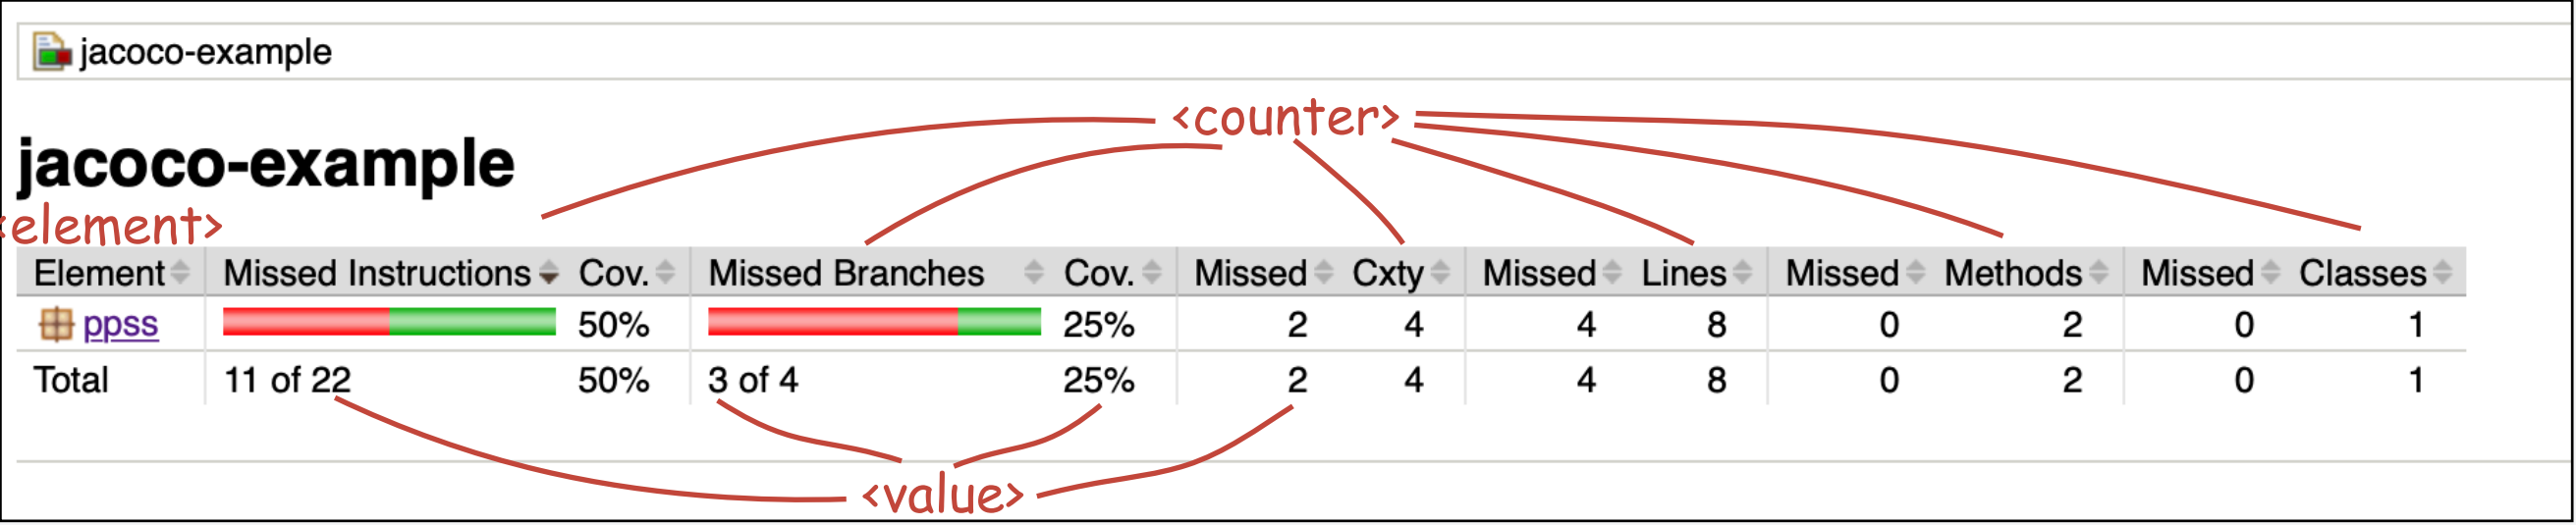 jacoco-example
<counter>
jacoco-example
<element>
Element Missed Instructions Cov. Missed Branches Cov. Missed Cxty Missed Lines Missed Methods Missed Classes
ppss 50% 25% 2 4 4 8 0 2 0 1
Total 11 of 22 50% 3 of 4 25% 2 4 4 8 0 2 0 1
<value>